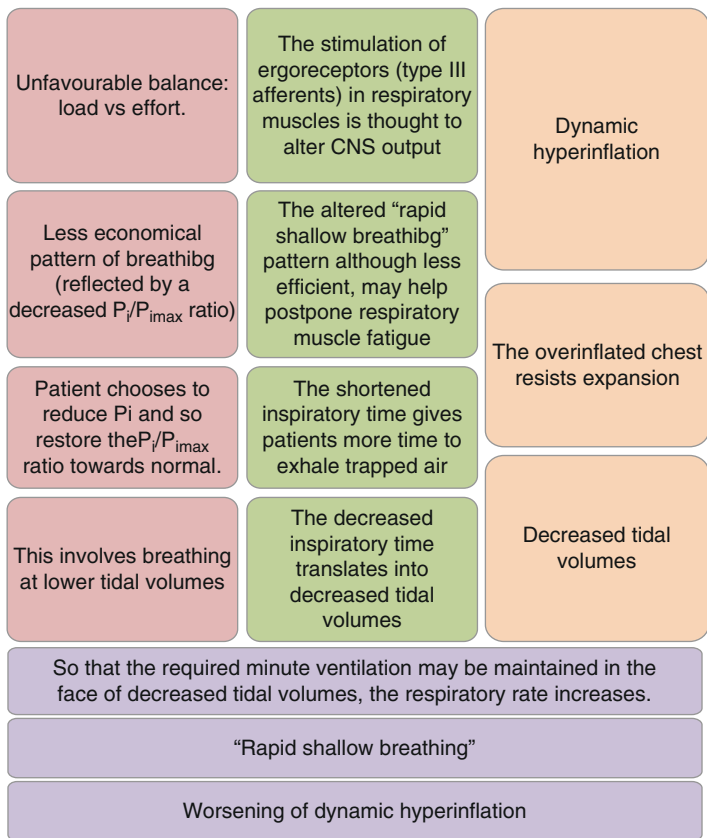 Unfavourable balance:
load vs effort.
Less economical
pattern of breathibg
(reflected by a
decreased Pi/Pimax ratio)
Patient chooses to
reduce Pi and so
restore thePi/Pimax
ratio towards normal.
This involves breathing
at lower tidal volumes
The stimulation of
ergoreceptors (type III
afferents) in respiratory
muscles is thought to
alter CNS output
The altered “rapid
shallow breathibg”
pattern although less
efficient, may help
postpone respiratory
muscle fatigue
The shortened
inspiratory time gives
patients more time to
exhale trapped air
The decreased
inspiratory time
translates into
decreased tidal
volumes
Dynamic
hyperinflation
The overinflated chest
resists expansion
Decreased tidal
volumes
So that the required minute ventilation may be maintained in the
face of decreased tidal volumes, the respiratory rate increases.
“Rapid shallow breathing”
Worsening of dynamic hyperinflation